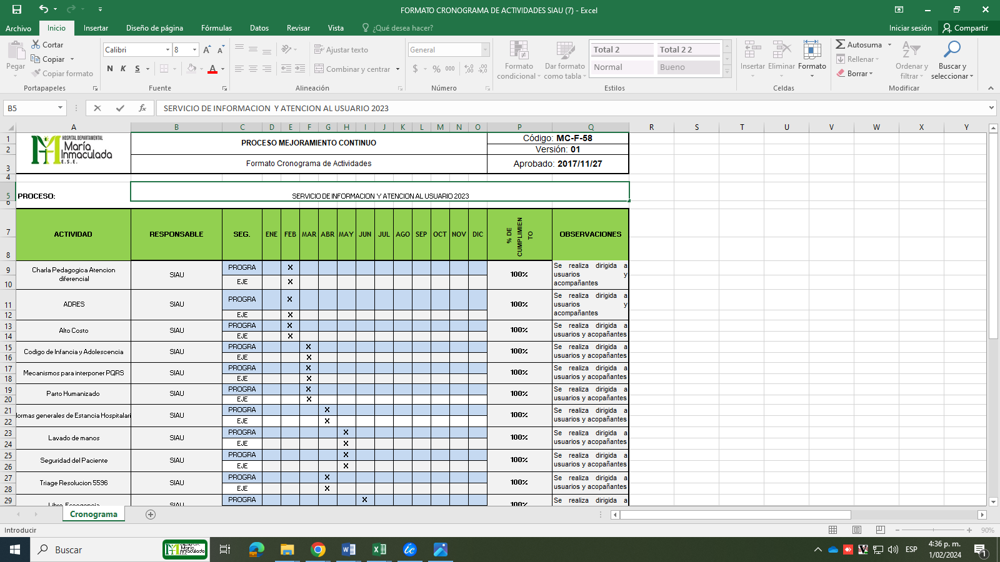 FORMATO CRONOGRAMA DE ACTIVIDADES SIAU (7) - Excel
Archivo Inicio Insertar Diseño de página Fórmulas Datos Revisar Vista ¿Qué desea hacer? Iniciar sesión Compartir
Pegar
Cortar
Copiar
Copiar formato
Portapapeles
Calibri 8
N K S
Fuente
Ajustar texto
Combinar y centrar
Alineación
General
$ % 000
Número
Formato condicional
Dar formato como tabla
Total 2 Total 2 2
Normal Bueno
Estilos
Insertar Eliminar Formato
Celdas
Autosuma
Rellenar
Borrar
Ordenar y filtrar
Buscar y seleccionar
Modificar
B5 fx SERVICIO DE INFORMACION Y ATENCION AL USUARIO 2023
A B C D E F G H I J K L M N O P Q R S T U V W X Y
1 HOSPITAL DEPARTAMENTAL María Inmaculada E.S.E. PROCESO MEJORAMIENTO CONTINUO Código: MC-F-58
2 Versión: 01
3 Formato Cronograma de Actividades Aprobado: 2017/11/27
4
5 PROCESO: SERVICIO DE INFORMACION Y ATENCION AL USUARIO 2023
6
7 ACTIVIDAD RESPONSABLE SEG. ENE FEB MAR ABR MAY JUN JUL AGO SEP OCT NOV DIC % DE CUMPLIMIEN TO OBSERVACIONES
8
9 Charla Pedagogica Atencion diferencial SIAU PROGRA X 100% Se realiza dirigida a usuarios y acompañantes
10 EJE X
11 ADRES SIAU PROGRA X 100% Se realiza dirigida a usuarios y acompañantes
12 EJE X
13 Alto Costo SIAU PROGRA X 100% Se realiza dirigida a usuarios y acopañantes
14 EJE X
15 Codigo de Infancia y Adolescencia SIAU PROGRA X 100% Se realiza dirigida a usuarios y acopañantes
16 EJE X
17 Mecanismos para interponer PQRS SIAU PROGRA X 100% Se realiza dirigida a usuarios y acopañantes
18 EJE X
19 Parto Humanizado SIAU PROGRA X 100% Se realiza dirigida a usuarios y acopañantes
20 EJE X
21 ormas generales de Estancia Hospitalari SIAU PROGRA X 100% Se realiza dirigida a usuarios y acopañantes
22 EJE X
23 Lavado de manos SIAU PROGRA X 100% Se realiza dirigida a usuarios y acopañantes
24 EJE X
25 Seguridad del Paciente SIAU PROGRA X 100% Se realiza dirigida a usuarios y acopañantes
26 EJE X
27 Triage Resolucion 5596 SIAU PROGRA X 100% Se realiza dirigida a usuarios y acopañantes
28 EJE X
29 SIAU PROGRA X 100% Se realiza dirigida a
Cronograma
Introducir 90%
Buscar María Inmaculada ESP 4:36 p. m.
1/02/2024 1